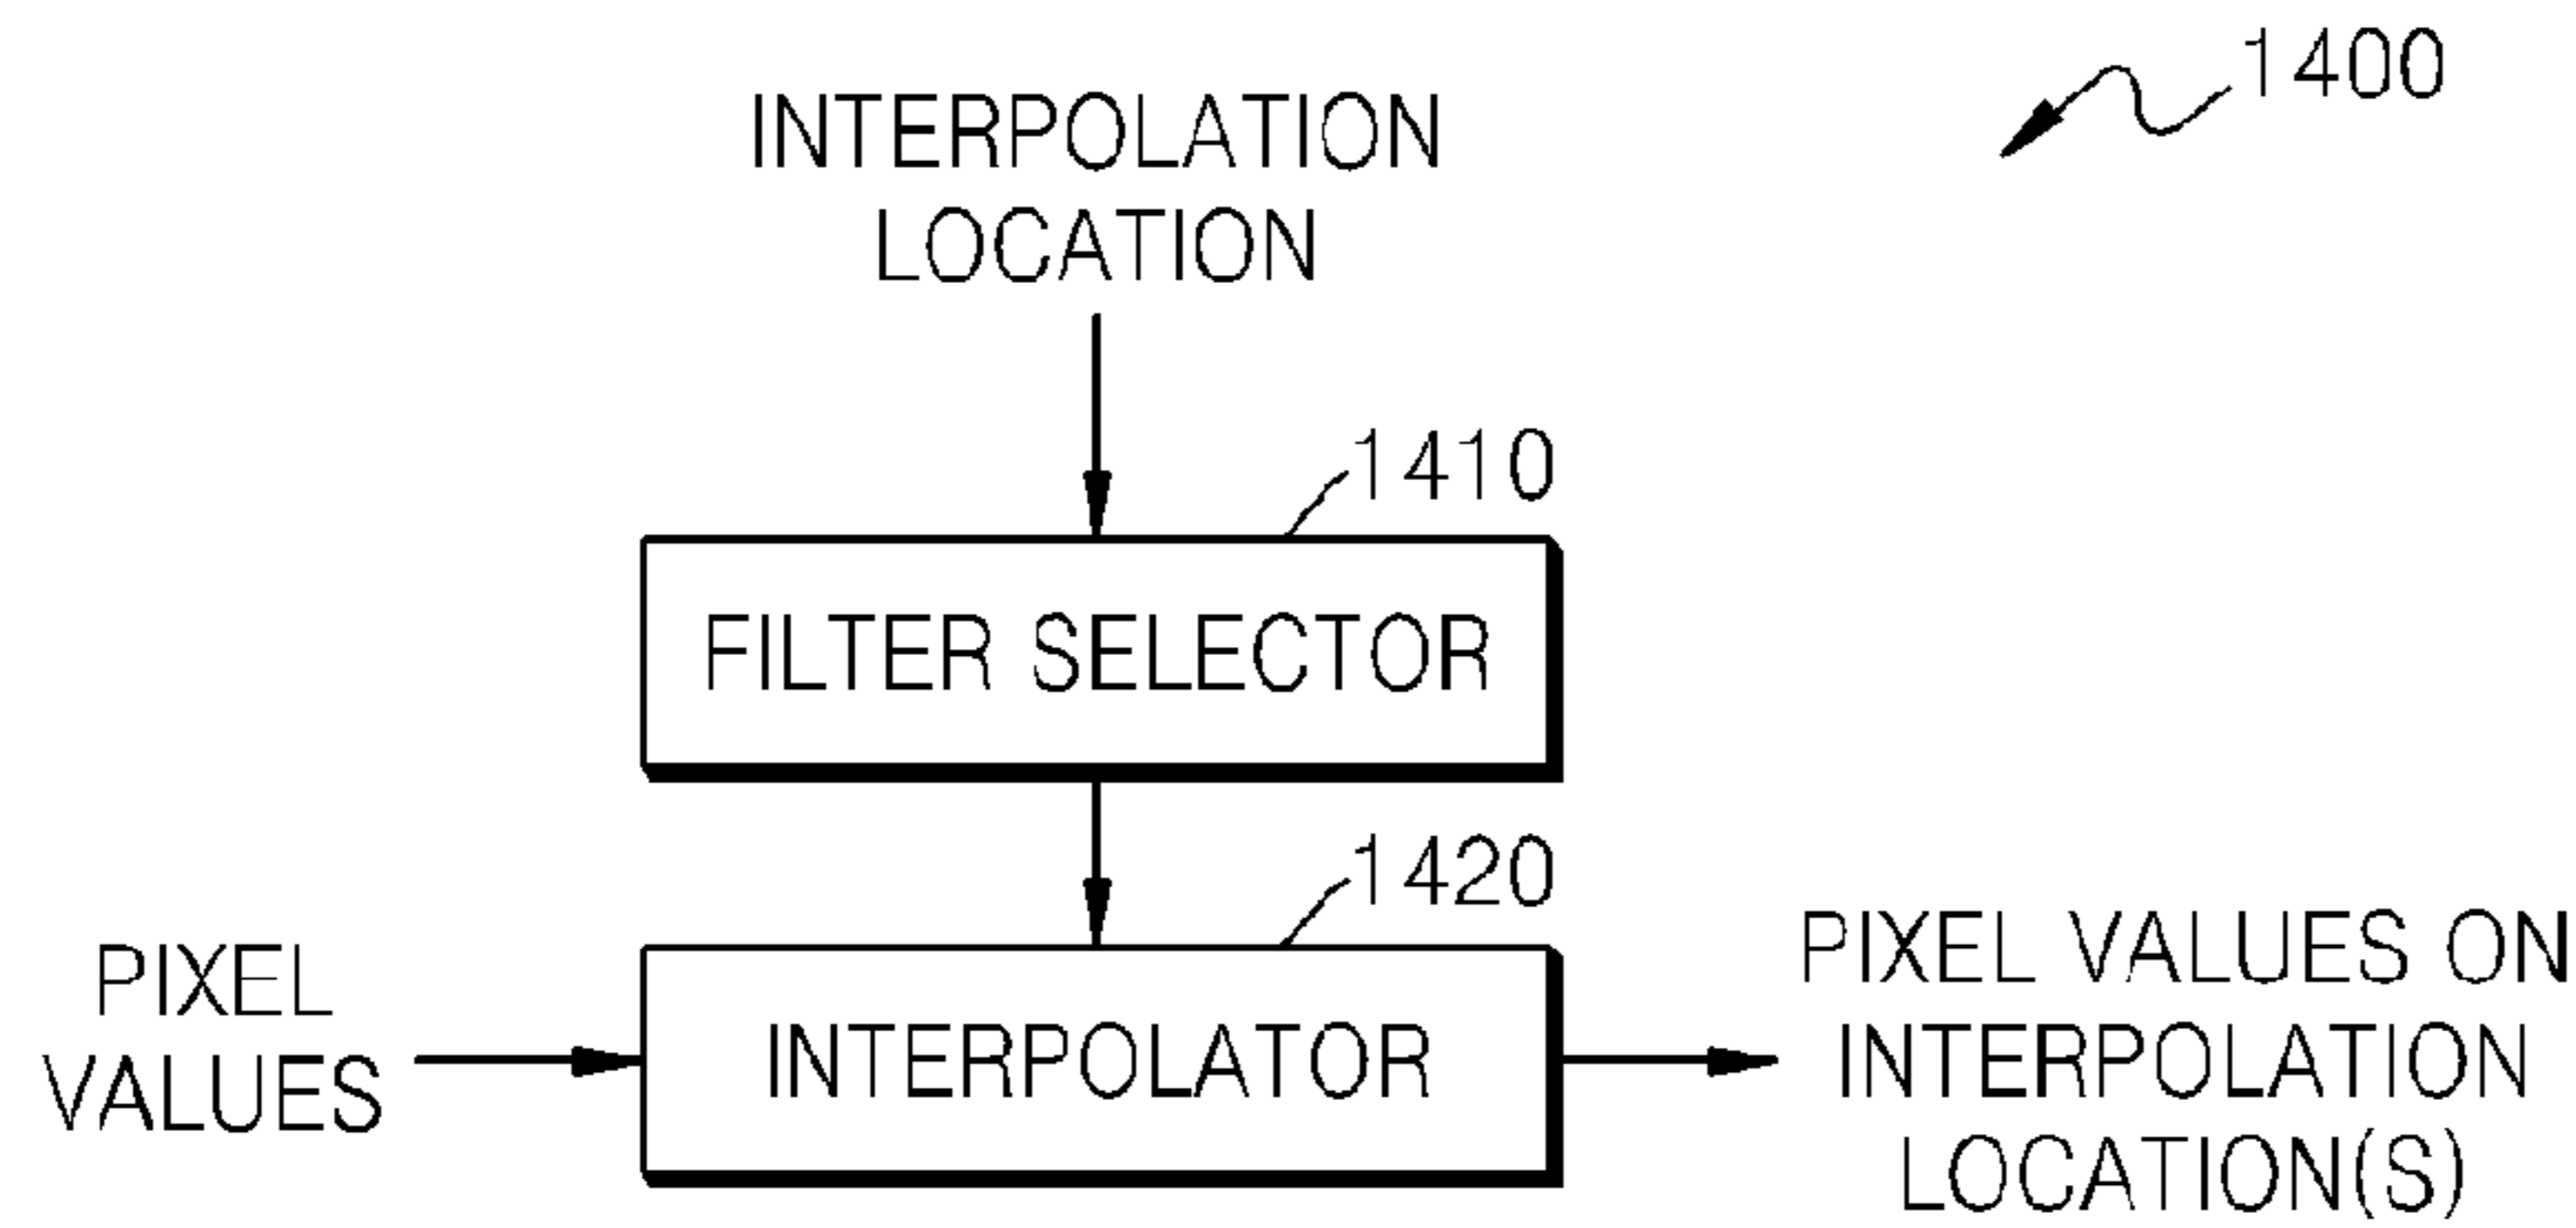 1400
INTERPOLATION
LOCATION
1410
FILTER SELECTOR
1420
PIXEL
VALUES
INTERPOLATOR
PIXEL VALUES ON
INTERPOLATION
LOCATION(S)